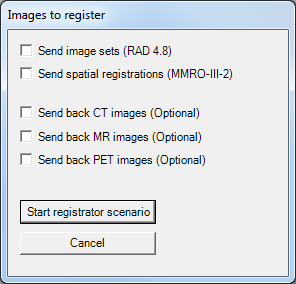 Images to register
Send image sets (RAD 4.8)
Send spatial registrations (MMRO-III-2)
Send back CT images (Optional)
Send back MR images (Optional)
Send back PET images (Optional)
Start registrator scenario
Cancel